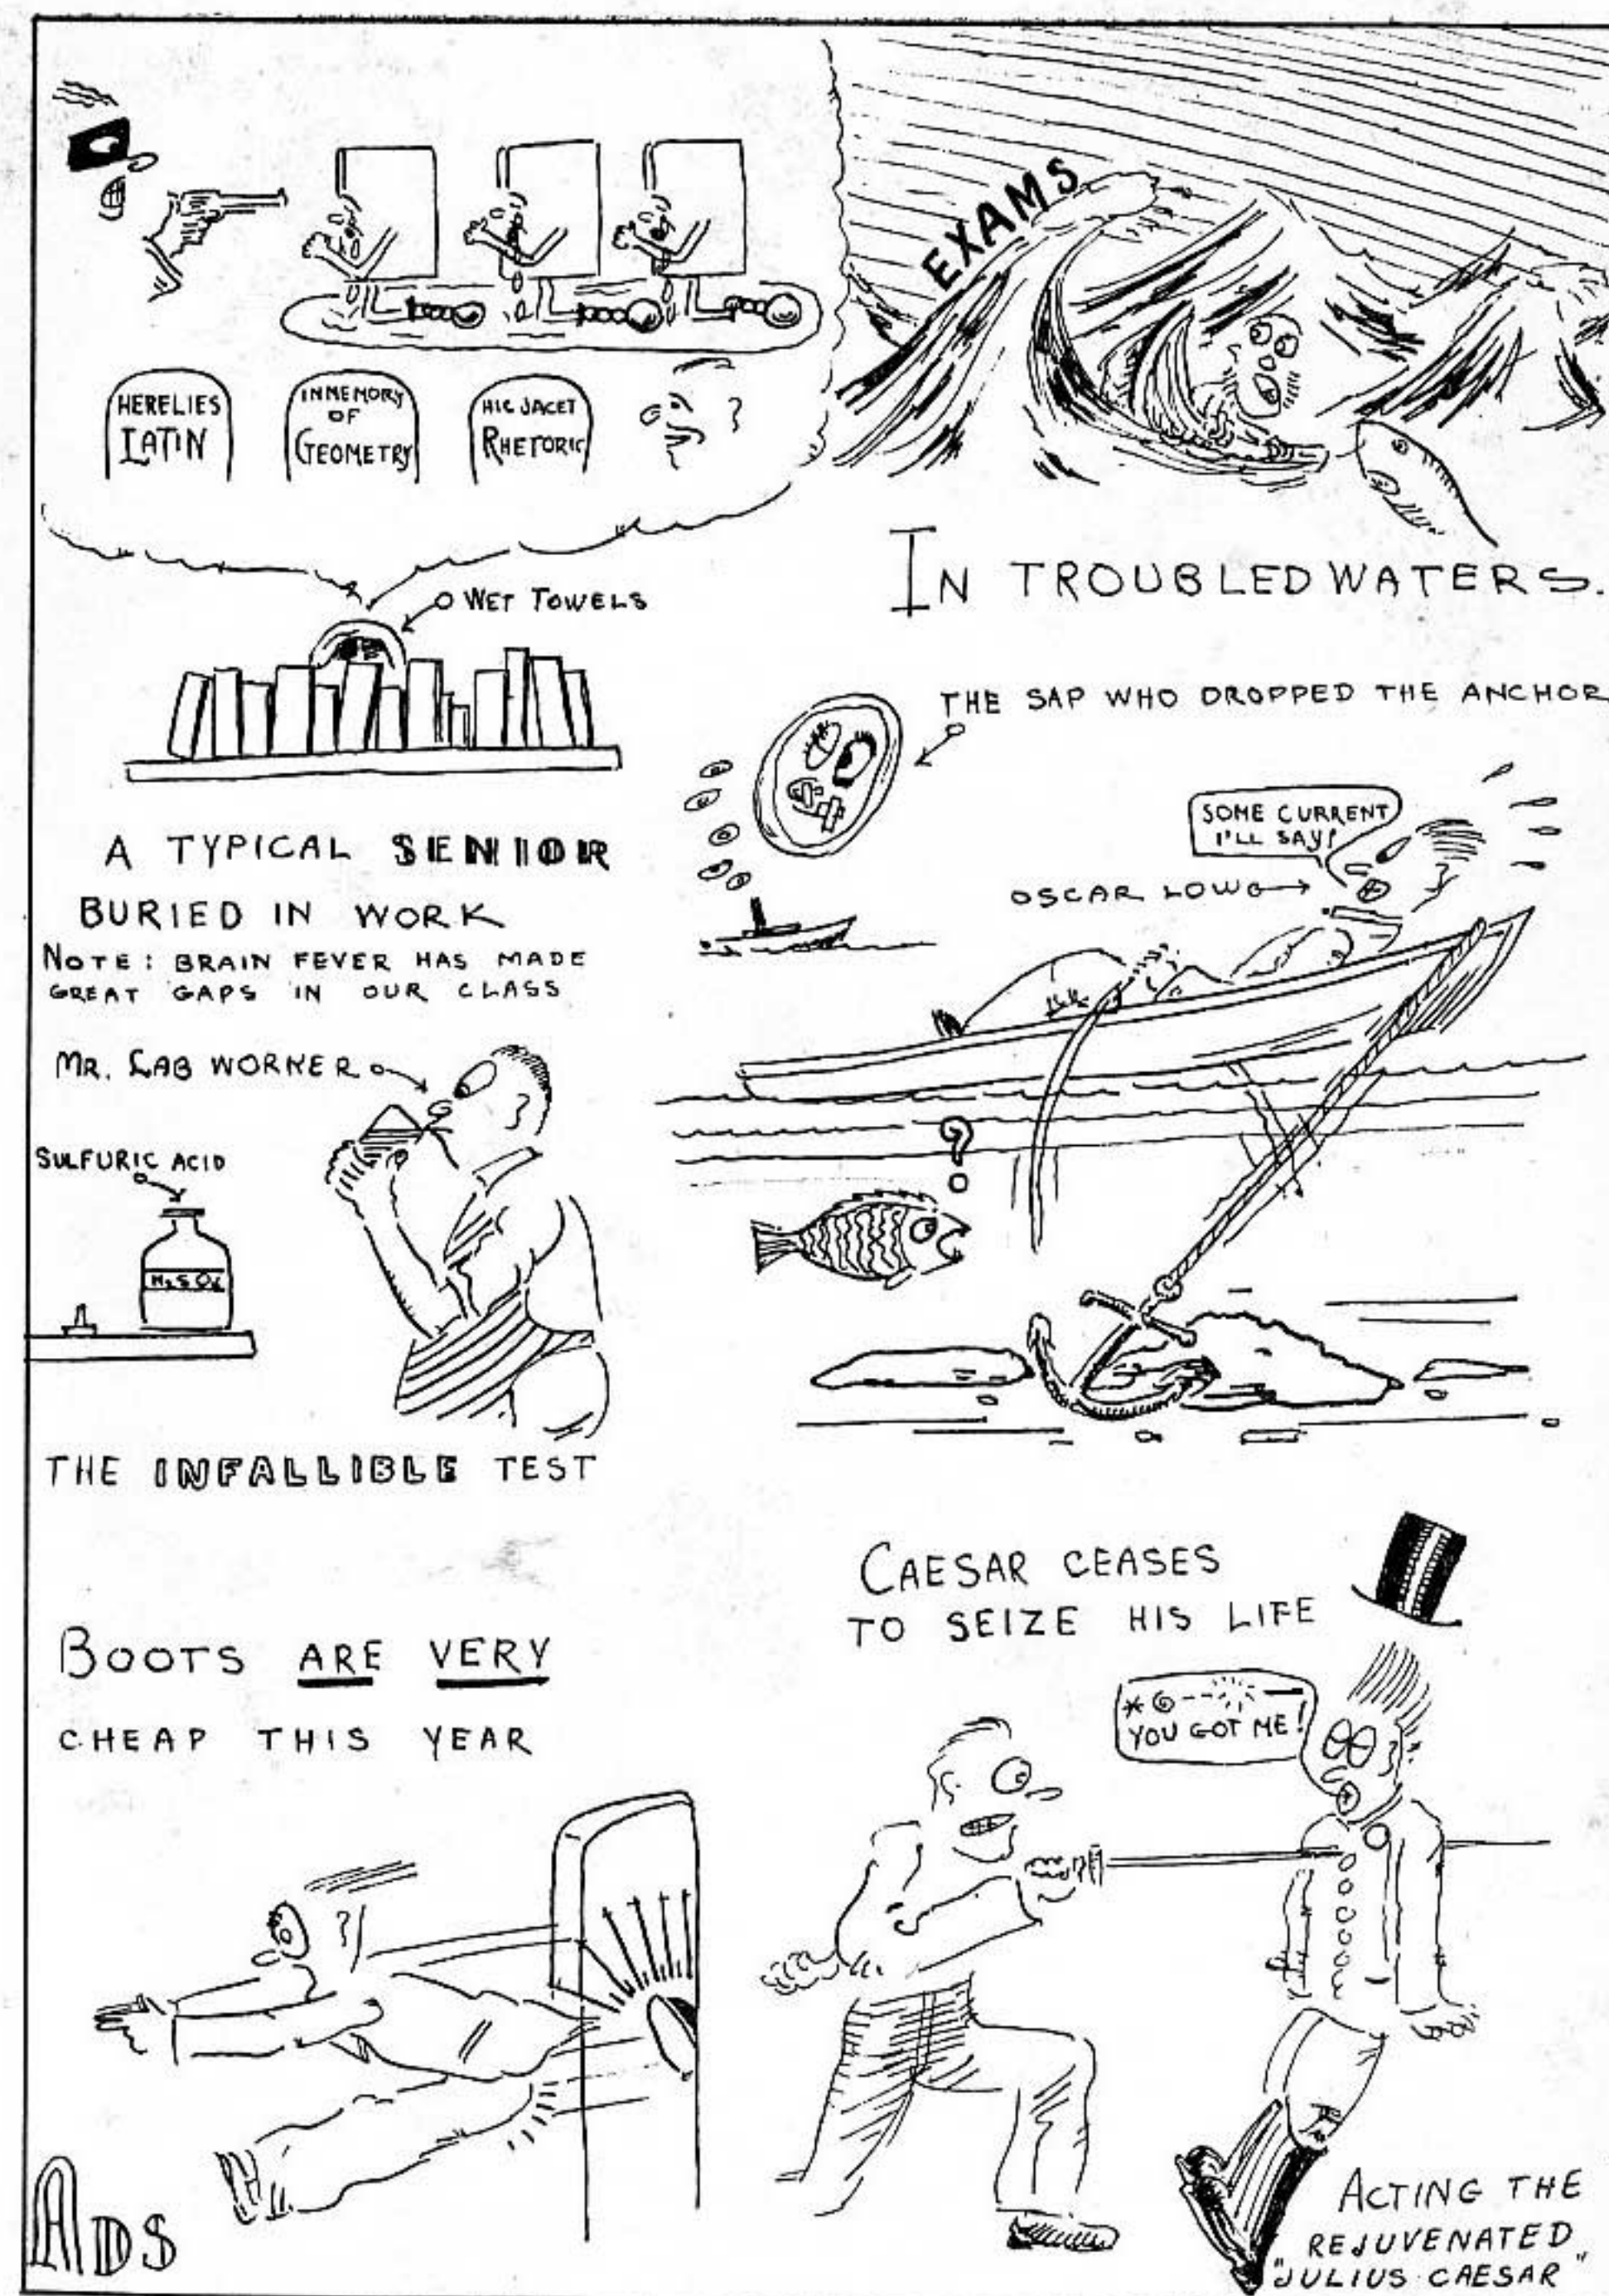 HERE LIES
LATIN
IN MEMORY
OF
GEOMETRY
HIC JACET
RHETORIC
WET TOWELS
A TYPICAL SENIOR
BURIED IN WORK
NOTE: BRAIN FEVER HAS MADE
GREAT GAPS IN OUR CLASS
EXAMS
IN TROUBLED WATERS.
THE SAP WHO DROPPED THE ANCHOR
SOME CURRENT
I'LL SAY!
OSCAR LOW
MR. LAB WORKER
SULFURIC ACID
H2SO4
THE INFALLIBLE TEST
BOOTS ARE VERY
CHEAP THIS YEAR
CAESAR CEASES
TO SEIZE HIS LIFE
YOU GOT ME!
ACTING THE
REJUVENATED
"JULIUS CAESAR"
ADS